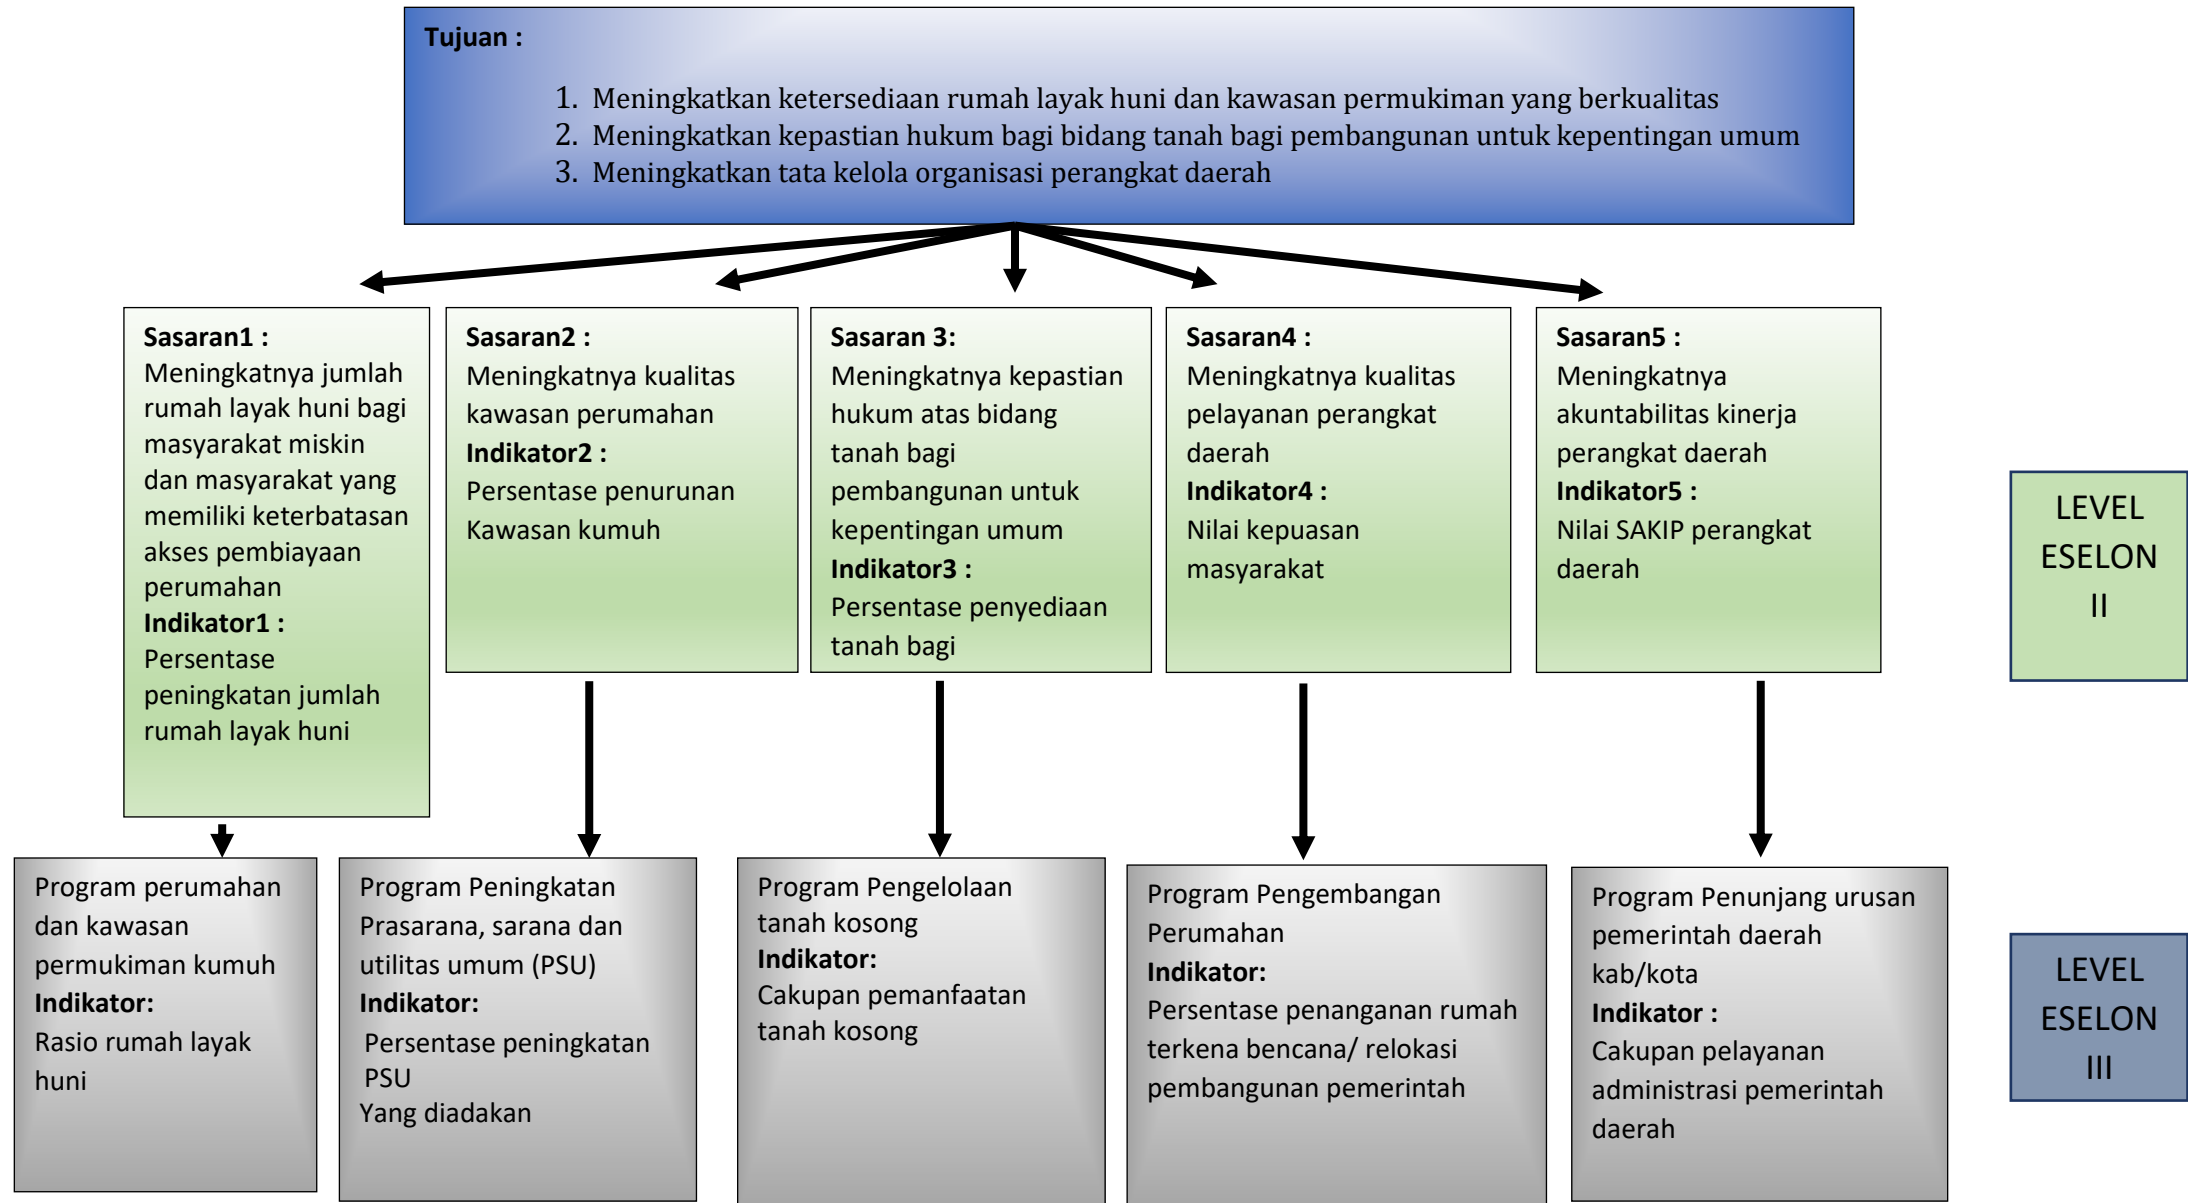 Tujuan :
1. Meningkatkan ketersediaan rumah layak huni dan kawasan permukiman yang berkualitas
2. Meningkatkan kepastian hukum bagi bidang tanah bagi pembangunan untuk kepentingan umum
3. Meningkatkan tata kelola organisasi perangkat daerah
Sasaran1 :
Meningkatnya jumlah
rumah layak huni bagi
masyarakat miskin
dan masyarakat yang
memiliki keterbatasan
akses pembiayaan
perumahan
Indikator1 :
Persentase
peningkatan jumlah
rumah layak huni
Sasaran2 :
Meningkatnya kualitas
kawasan perumahan
Indikator2 :
Persentase penurunan
Kawasan kumuh
Sasaran 3:
Meningkatnya kepastian
hukum atas bidang
tanah bagi
pembangunan untuk
kepentingan umum
Indikator3 :
Persentase penyediaan
tanah bagi
Sasaran4 :
Meningkatnya kualitas
pelayanan perangkat
daerah
Indikator4 :
Nilai kepuasan
masyarakat
Sasaran5 :
Meningkatnya
akuntabilitas kinerja
perangkat daerah
Indikator5 :
Nilai SAKIP perangkat
daerah
LEVEL
ESELON
II
Program perumahan
dan kawasan
permukiman kumuh
Indikator:
Rasio rumah layak
huni
Program Peningkatan
Prasarana, sarana dan
utilitas umum (PSU)
Indikator:
Persentase peningkatan
PSU
Yang diadakan
Program Pengelolaan
tanah kosong
Indikator:
Cakupan pemanfaatan
tanah kosong
Program Pengembangan
Perumahan
Indikator:
Persentase penanganan rumah
terkena bencana/ relokasi
pembangunan pemerintah
Program Penunjang urusan
pemerintah daerah
kab/kota
Indikator :
Cakupan pelayanan
administrasi pemerintah
daerah
LEVEL
ESELON
III